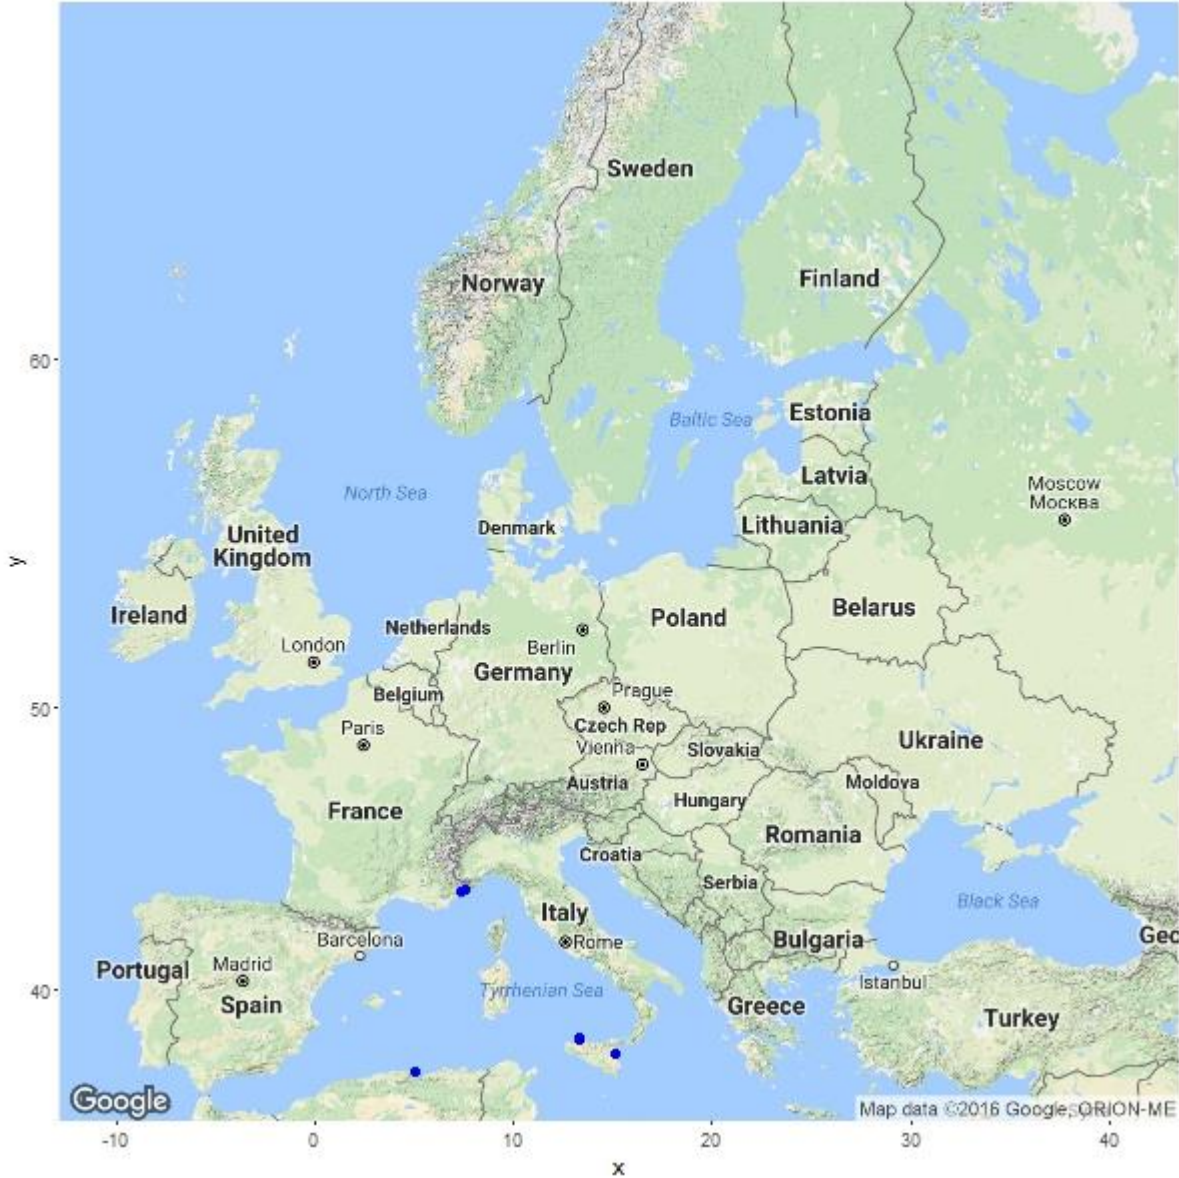 Sweden
Norway
Finland
60
Estonia
Baltic Sea
Latvia
Moscow
Москва
North Sea
Denmark
Lithuania
United
Kingdom
y
Ireland
Belarus
Poland
Netherlands
London
Berlin
Germany
Belgium
Prague
50
Paris
Czech Rep
Ukraine
Vienna
Slovakia
Austria
Moldova
Hungary
France
Romania
Croatia
Serbia
Black Sea
Italy
Barcelona
Rome
Bulgaria
Geo
Portugal
Madrid
Istanbul
40
Tyrrhenian Sea
Spain
Greece
Turkey
Google
Map data ©2016 Google, ORION-ME
-10
0
10
20
30
40
x